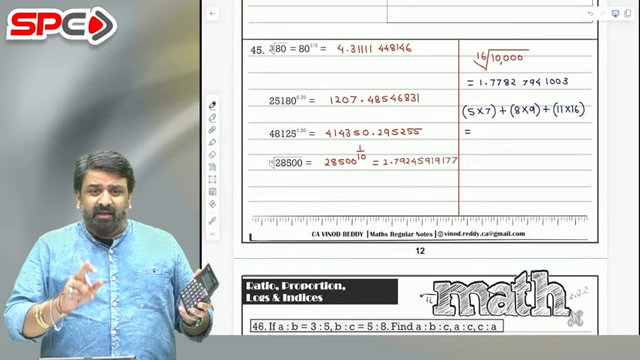 SPC
45. ∛80 = 80^1/3 = 4.31111 448146
25180^0.70 = 1207.48546831
48125^1.20 = 414350.295255
¹⁰√28500 = 28500^1/10 = 2.79245919177
16√10,000
= 1.7782 7941003
(5×7) + (8×9) + (11×16)
=
CA VINOD REDDY | Maths Regular Notes | vinod.reddy.ca@gmail.com
12
Ratio, Proportion,
Logs & Indices
math
46. If a : b = 3 : 5, b : c = 5 : 8. Find a : b : c, a : c, c : a